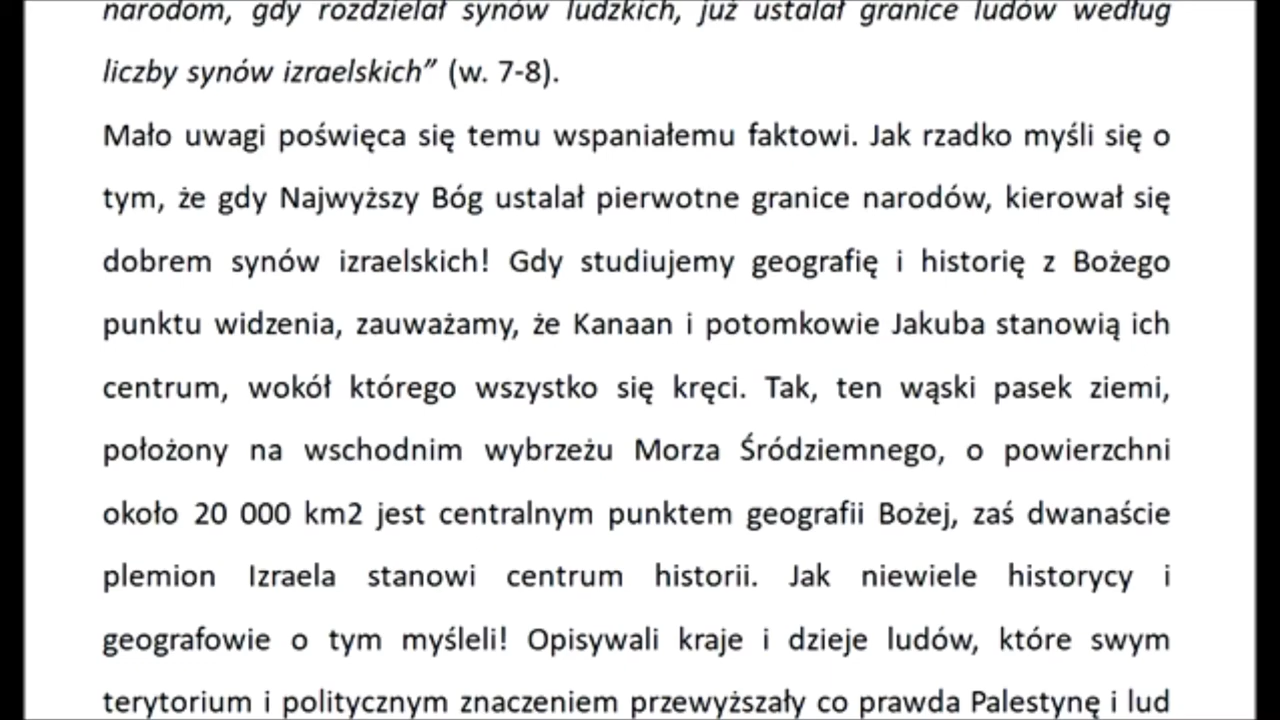 narodom, gdy rozdzielał synów ludzkich, już ustalał granice ludów według
liczby synów izraelskich” (w. 7-8).
Mało uwagi poświęca się temu wspaniałemu faktowi. Jak rzadko myśli się o
tym, że gdy Najwyższy Bóg ustalał pierwotne granice narodów, kierował się
dobrem synów izraelskich! Gdy studiujemy geografię i historię z Bożego
punktu widzenia, zauważamy, że Kanaan i potomkowie Jakuba stanowią ich
centrum, wokół którego wszystko się kręci. Tak, ten wąski pasek ziemi,
położony na wschodnim wybrzeżu Morza Śródziemnego, o powierzchni
około 20 000 km2 jest centralnym punktem geografii Bożej, zaś dwanaście
plemion Izraela stanowi centrum historii. Jak niewiele historycy i
geografowie o tym myśleli! Opisywali kraje i dzieje ludów, które swym
terytorium i politycznym znaczeniem przewyższały co prawda Palestynę i lud